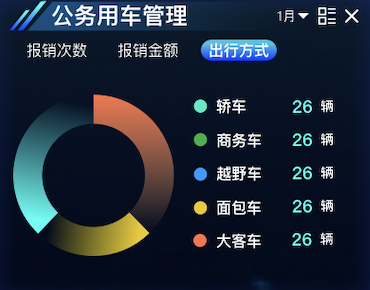 公务用车管理
1月
报销次数 报销金额 出行方式
轿车 26 辆
商务车 26 辆
越野车 26 辆
面包车 26 辆
大客车 26 辆